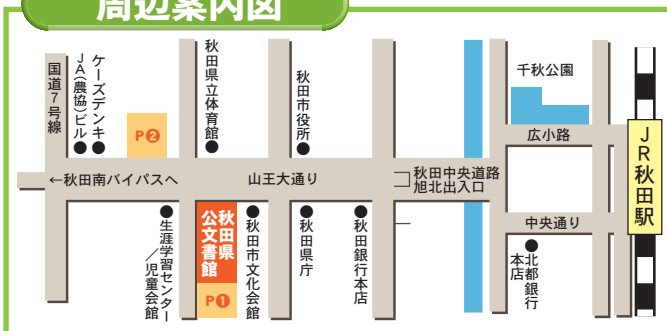 周辺案内図
国道7号線
JA(農協)ビル
ケーズデンキ
P❷
秋田県立体育館
秋田市役所
千秋公園
広小路
JR秋田駅
←秋田南バイパスへ
山王大通り
秋田中央道路
旭北出入口
生涯学習センター
／児童会館
秋田県
公文書館
P❶
秋田市文化会館
秋田県庁
秋田銀行本店
中央通り
北都銀行
本店